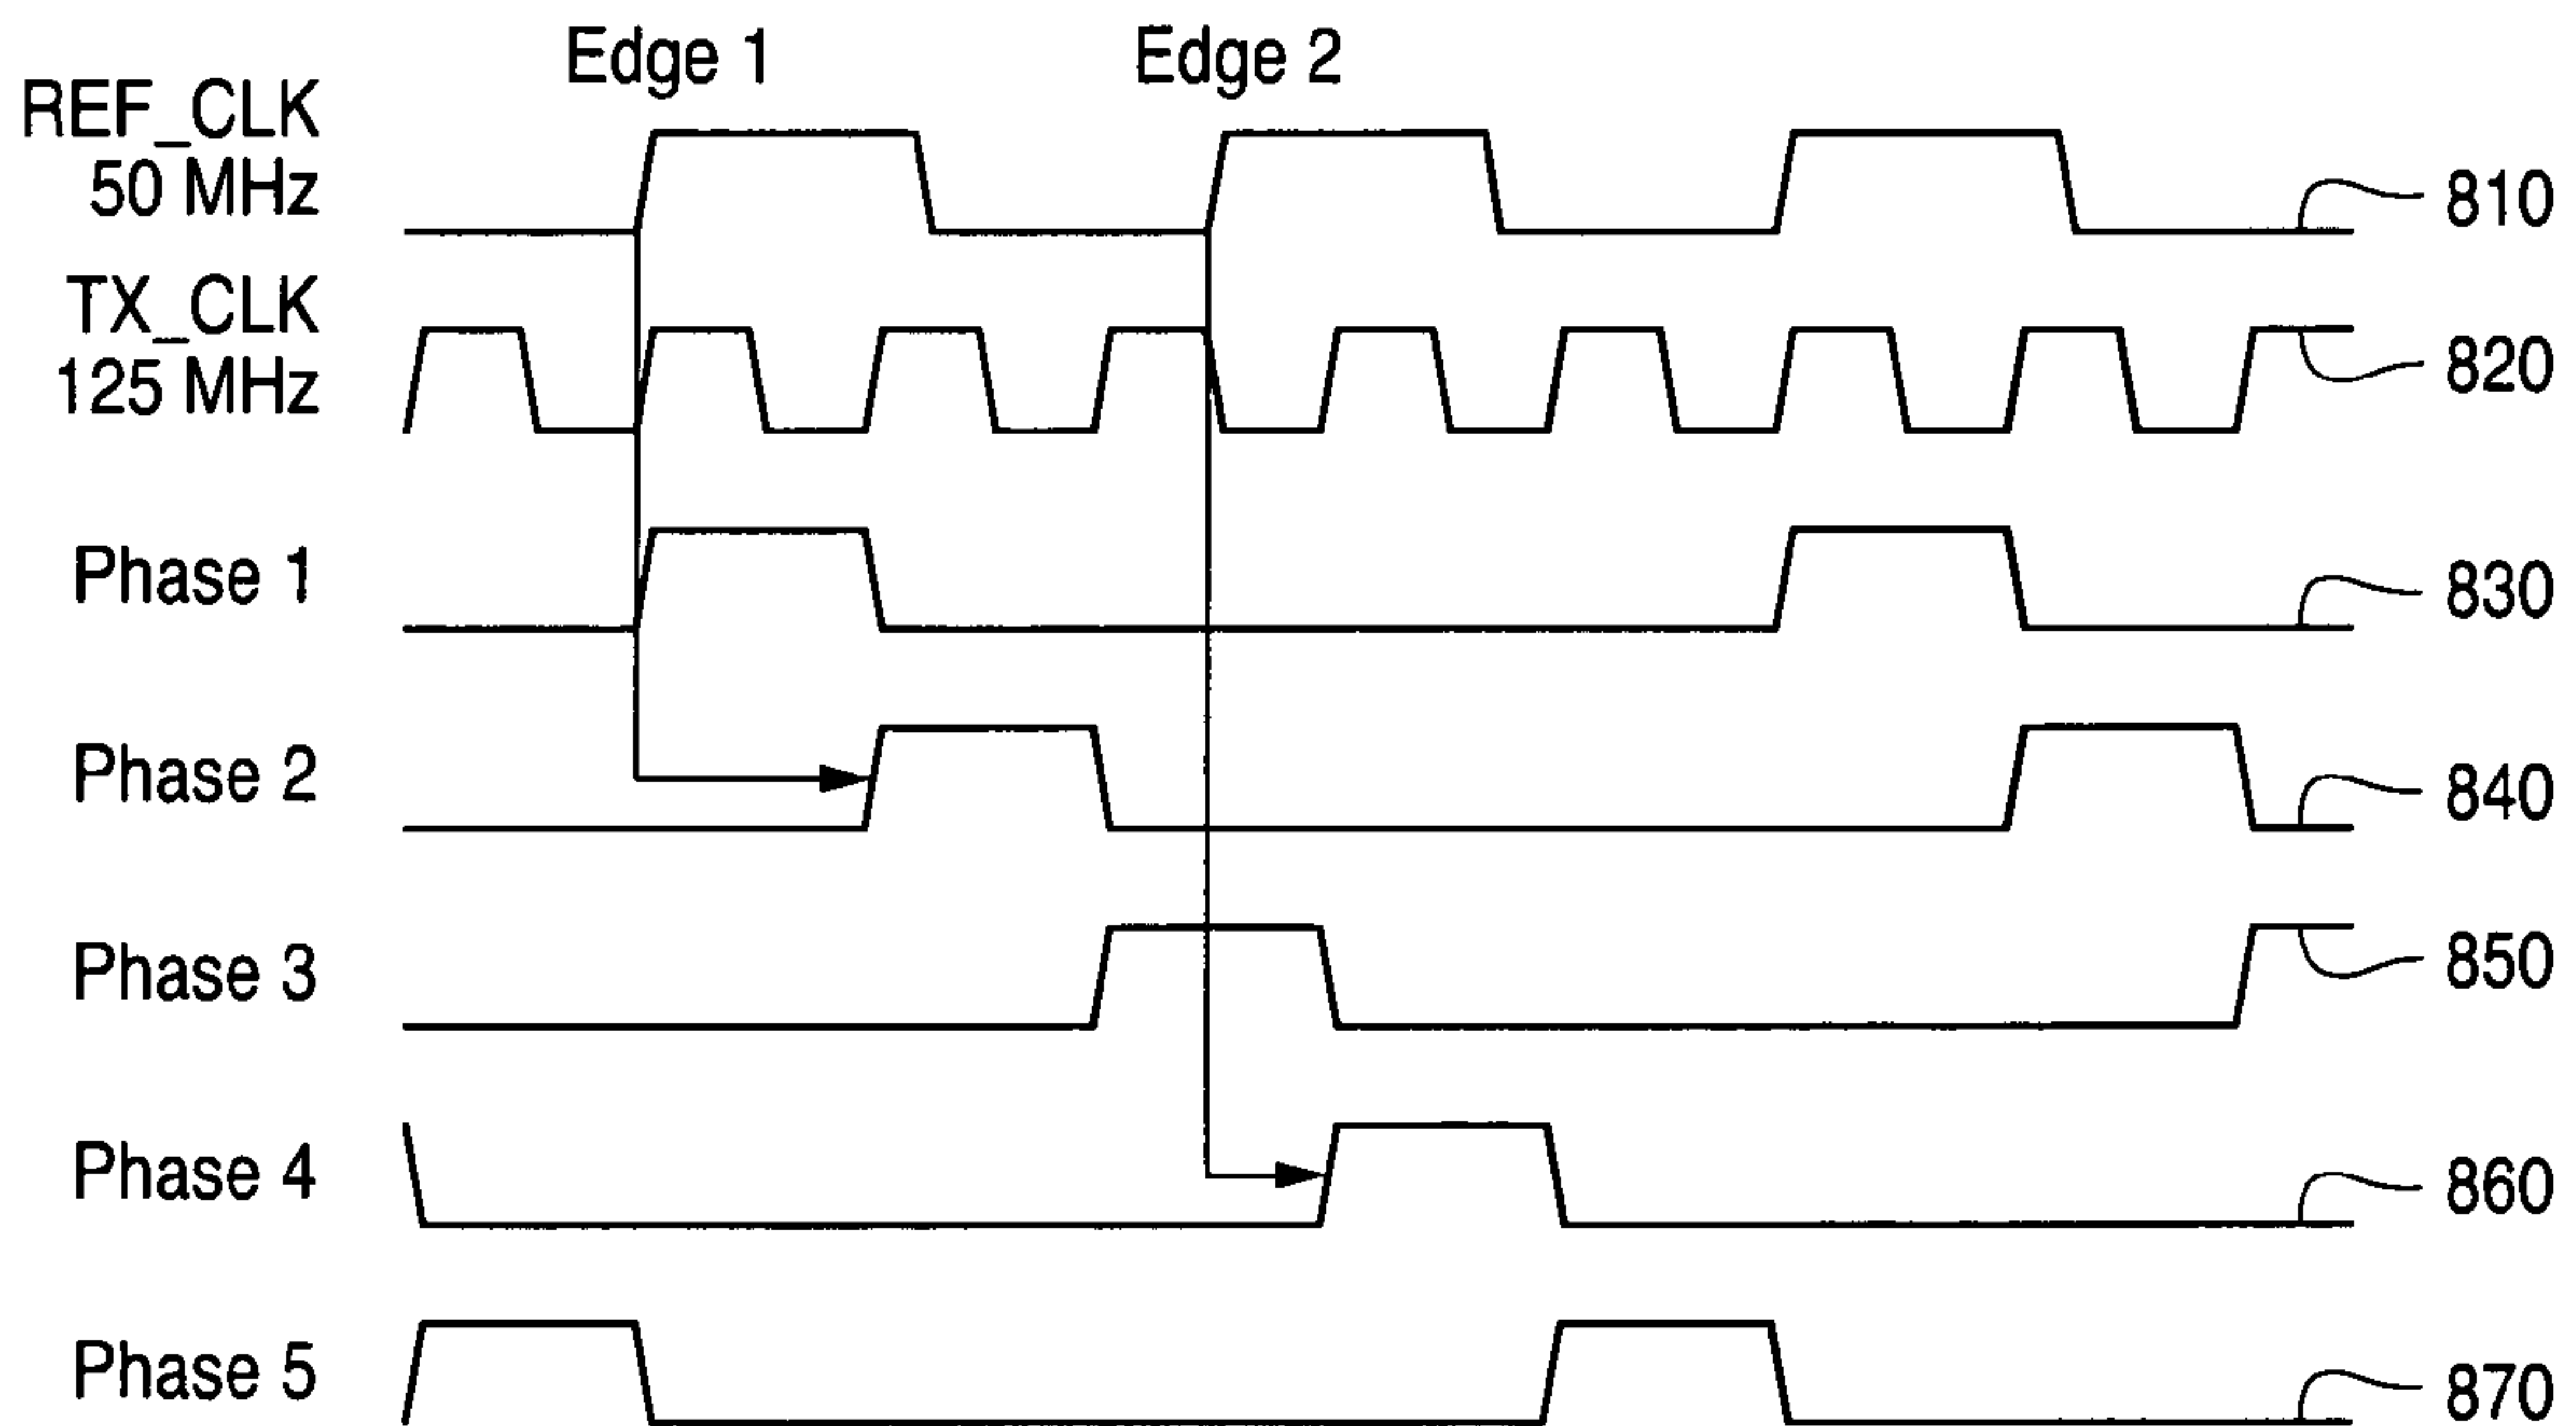 Edge 1 Edge 2
REF_CLK
50 MHz
810
TX_CLK
125 MHz
820
Phase 1
830
Phase 2
840
Phase 3
850
Phase 4
860
Phase 5
870